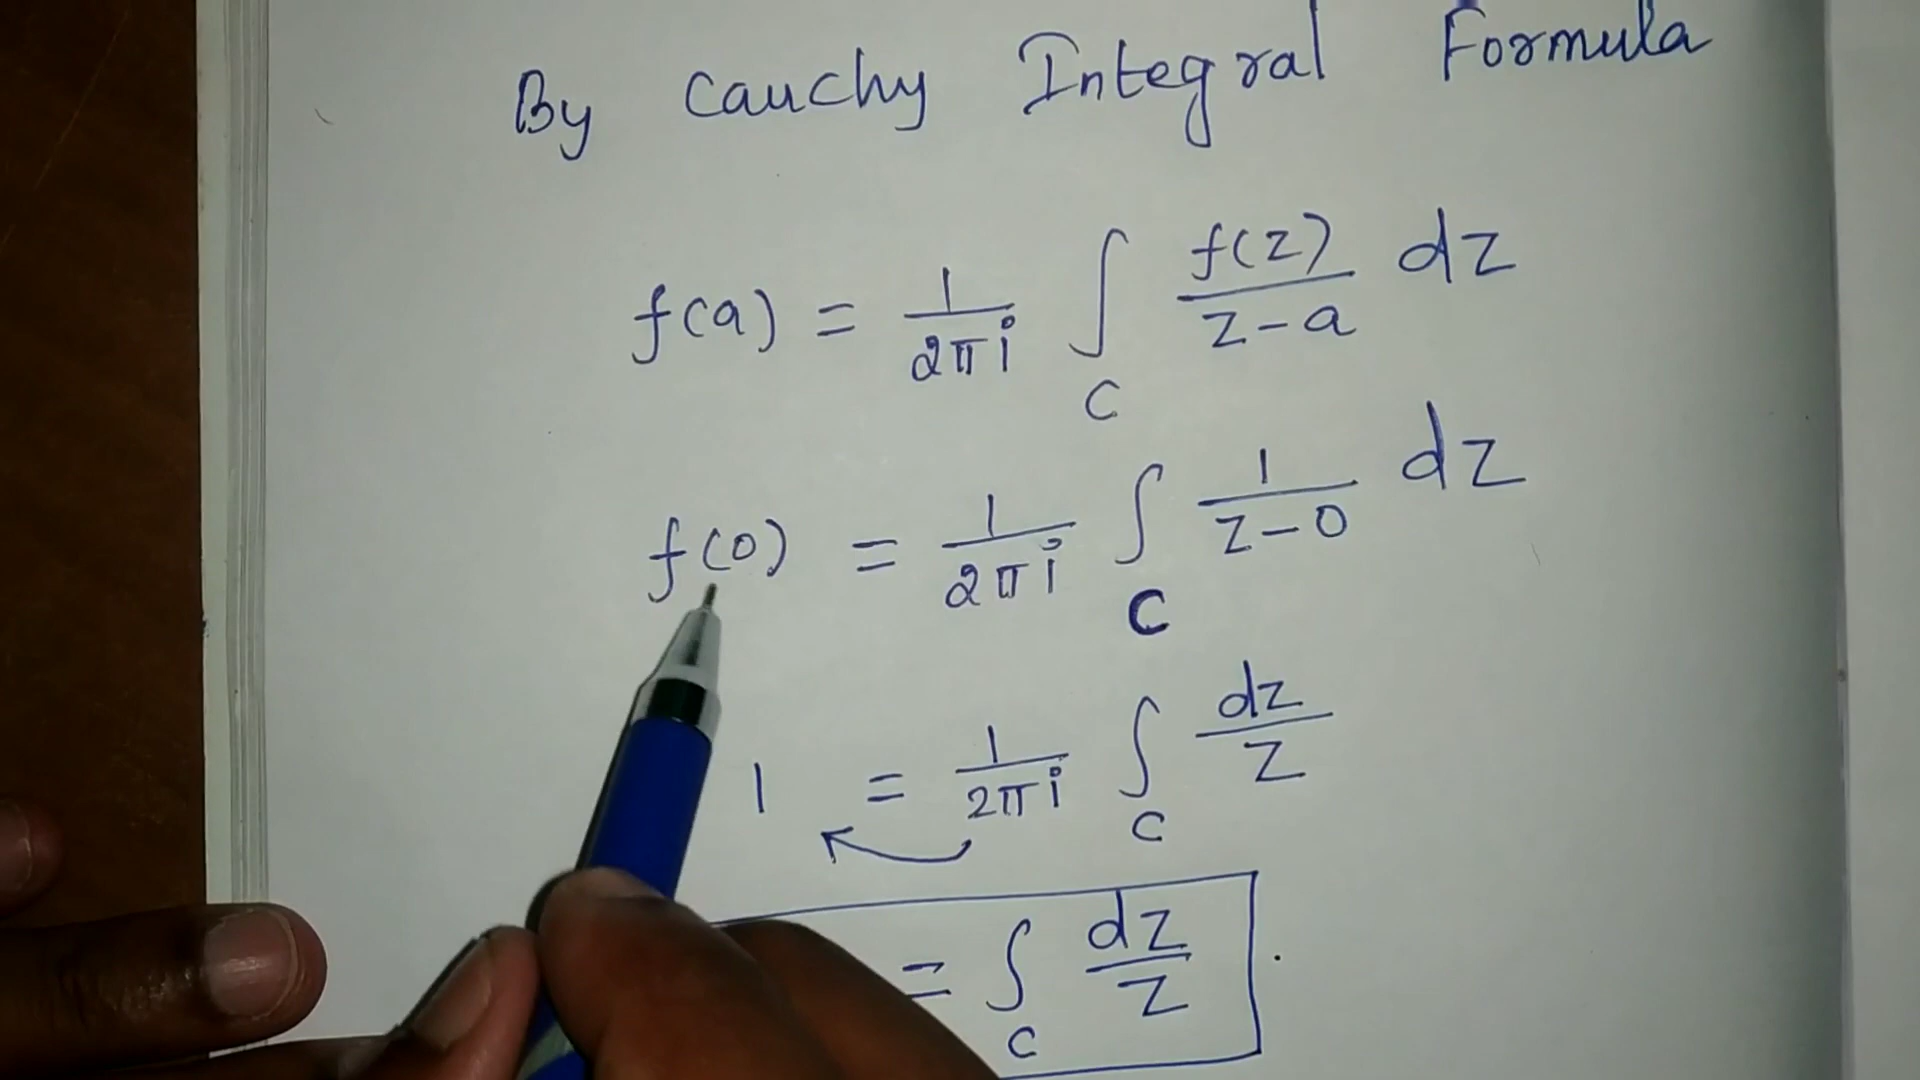 By Cauchy Integral Formula
f(a) = 1/2πi ∫_C f(z)/z-a dz
f(0) = 1/2πi ∫_C 1/z-0 dz
1 = 1/2πi ∫_C dz/z
= ∫_C dz/z .